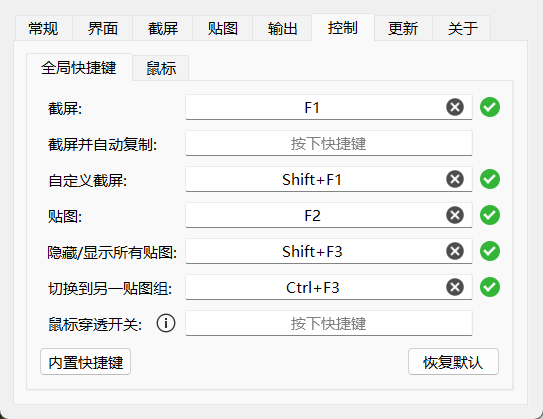 常规 界面 截屏 贴图 输出 控制 更新 关于
全局快捷键 鼠标
截屏: F1
截屏并自动复制: 按下快捷键
自定义截屏: Shift+F1
贴图: F2
隐藏/显示所有贴图: Shift+F3
切换到另一贴图组: Ctrl+F3
鼠标穿透开关: 按下快捷键
内置快捷键 恢复默认